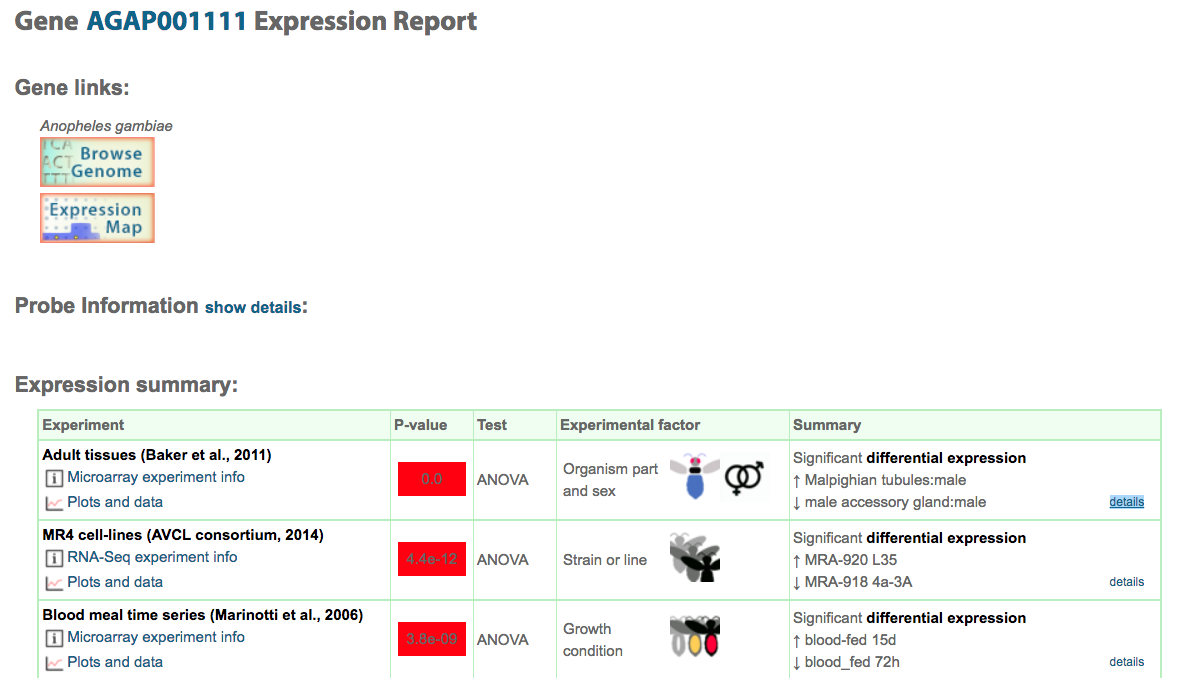 Gene AGAP001111 Expression Report
Gene links:
Anopheles gambiae
Browse
Genome
Expression
Map
Probe Information show details:
Expression summary:
Experiment P-value Test Experimental factor Summary
Adult tissues (Baker et al., 2011)
Microarray experiment info
Plots and data
0.0
ANOVA
Organism part
and sex
Significant differential expression
↑ Malpighian tubules:male
↓ male accessory gland:male
details
MR4 cell-lines (AVCL consortium, 2014)
RNA-Seq experiment info
Plots and data
4.4e-12
ANOVA
Strain or line
Significant differential expression
↑ MRA-920 L35
↓ MRA-918 4a-3A
details
Blood meal time series (Marinotti et al., 2006)
Microarray experiment info
Plots and data
3.8e-09
ANOVA
Growth
condition
Significant differential expression
↑ blood-fed 15d
↓ blood_fed 72h
details